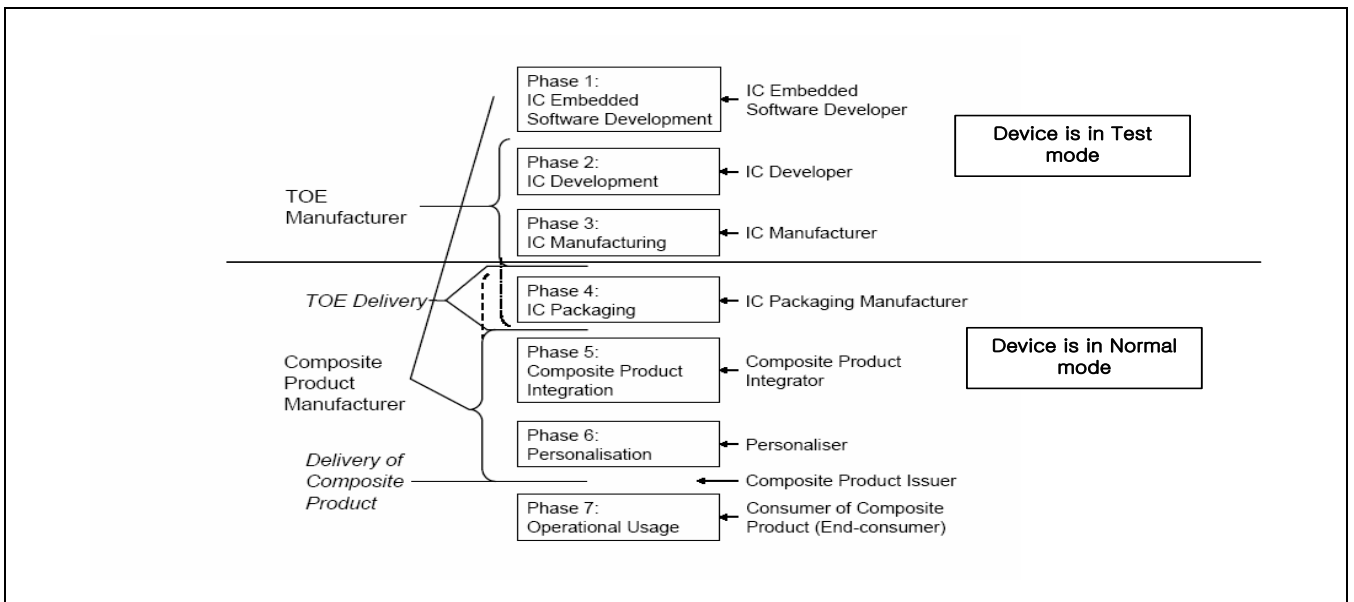 Phase 1:
IC Embedded
Software Development
IC Embedded
Software Developer
Device is in Test
mode
Phase 2:
IC Development
IC Developer
TOE
Manufacturer
Phase 3:
IC Manufacturing
IC Manufacturer
TOE Delivery
Phase 4:
IC Packaging
IC Packaging Manufacturer
Device is in Normal
mode
Composite
Product
Manufacturer
Phase 5:
Composite Product
Integration
Composite Product
Integrator
Phase 6:
Personalisation
Personaliser
Delivery of
Composite
Product
Composite Product Issuer
Phase 7:
Operational Usage
Consumer of Composite
Product (End-consumer)